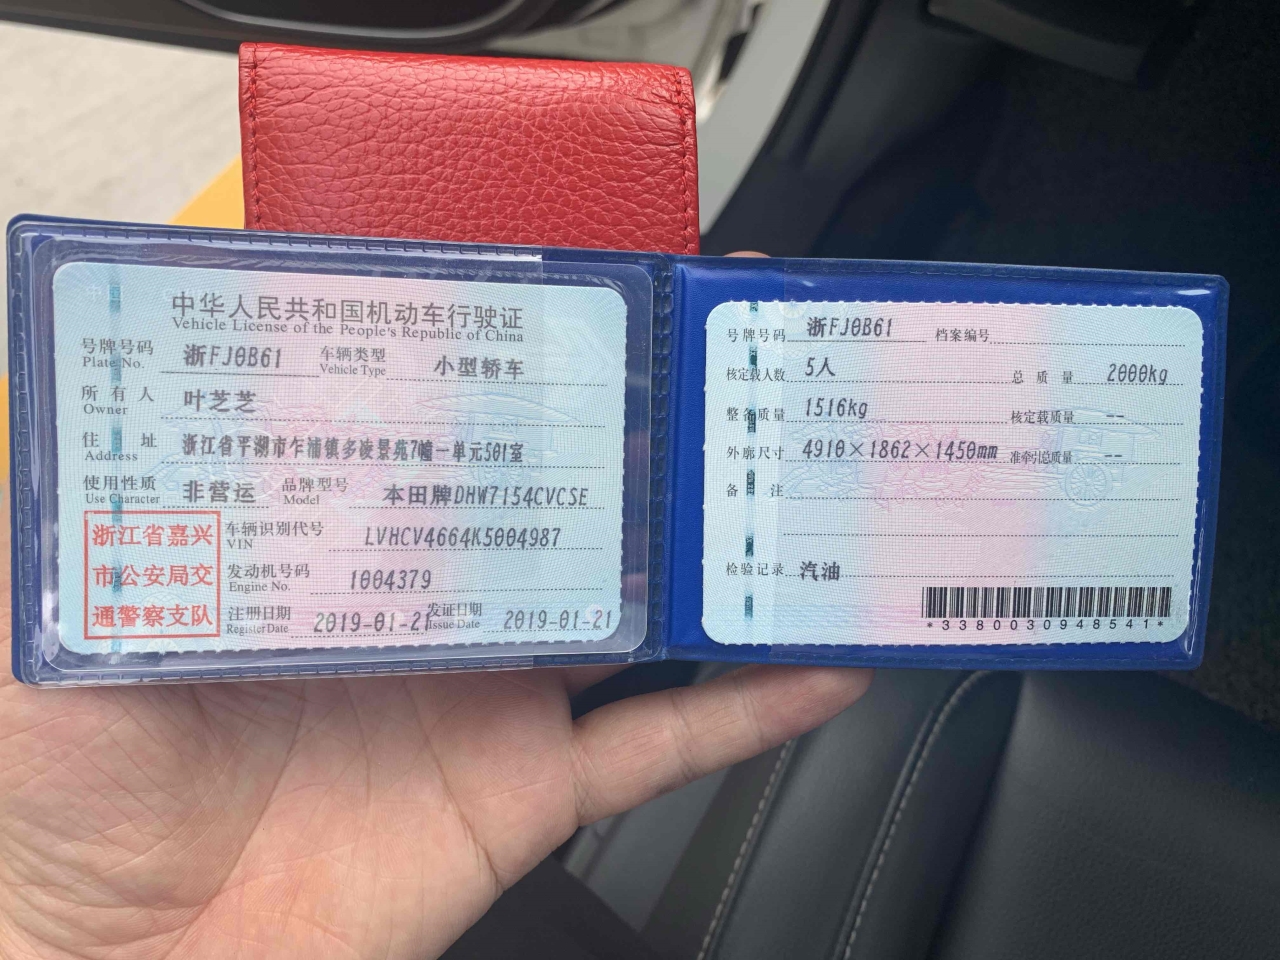 中华人民共和国机动车行驶证
Vehicle License of the People's Republic of China
号牌号码 Plate No. 浙FJ0B61 车辆类型 Vehicle Type 小型轿车
所有人 Owner 叶芝芝
住址 Address 浙江省平湖市乍浦镇多凌景苑7幢一单元501室
使用性质 Use Character 非营运 品牌型号 Model 本田牌DHW7154CVCSE
浙江省嘉兴
市公安局交
通警察支队
车辆识别代号 VIN LVHCV4664K5004987
发动机号码 Engine No. 1004379
注册日期 Register Date 2019-01-21 发证日期 Issue Date 2019-01-21
号牌号码 浙FJ0B61 档案编号
核定载人数 5人 总质量 2000kg
整备质量 1516kg 核定载质量 --
外廓尺寸 4910×1862×1450mm 准牵引总质量 --
备注
检验记录 汽油
*3380030948541*